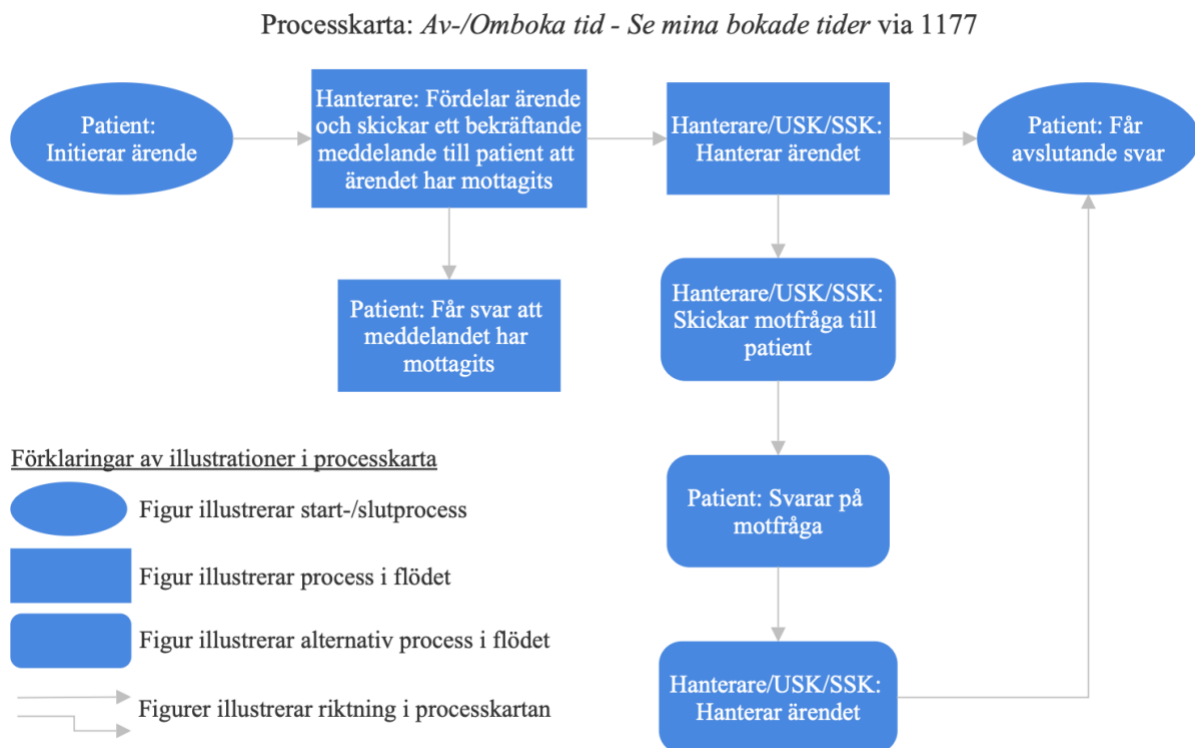 Processkarta: Av-/Omboka tid - Se mina bokade tider via 1177
Patient:
Initierar ärende
Hanterare: Fördelar ärende
och skickar ett bekräftande
meddelande till patient att
ärendet har mottagits
Hanterare/USK/SSK:
Hanterar ärendet
Patient: Får
avslutande svar
Patient: Får svar att
meddelandet har
mottagits
Hanterare/USK/SSK:
Skickar motfråga till
patient
Patient: Svarar på
motfråga
Hanterare/USK/SSK:
Hanterar ärendet
Förklaringar av illustrationer i processkarta
Figur illustrerar start-/slutprocess
Figur illustrerar process i flödet
Figur illustrerar alternativ process i flödet
Figurer illustrerar riktning i processkartan